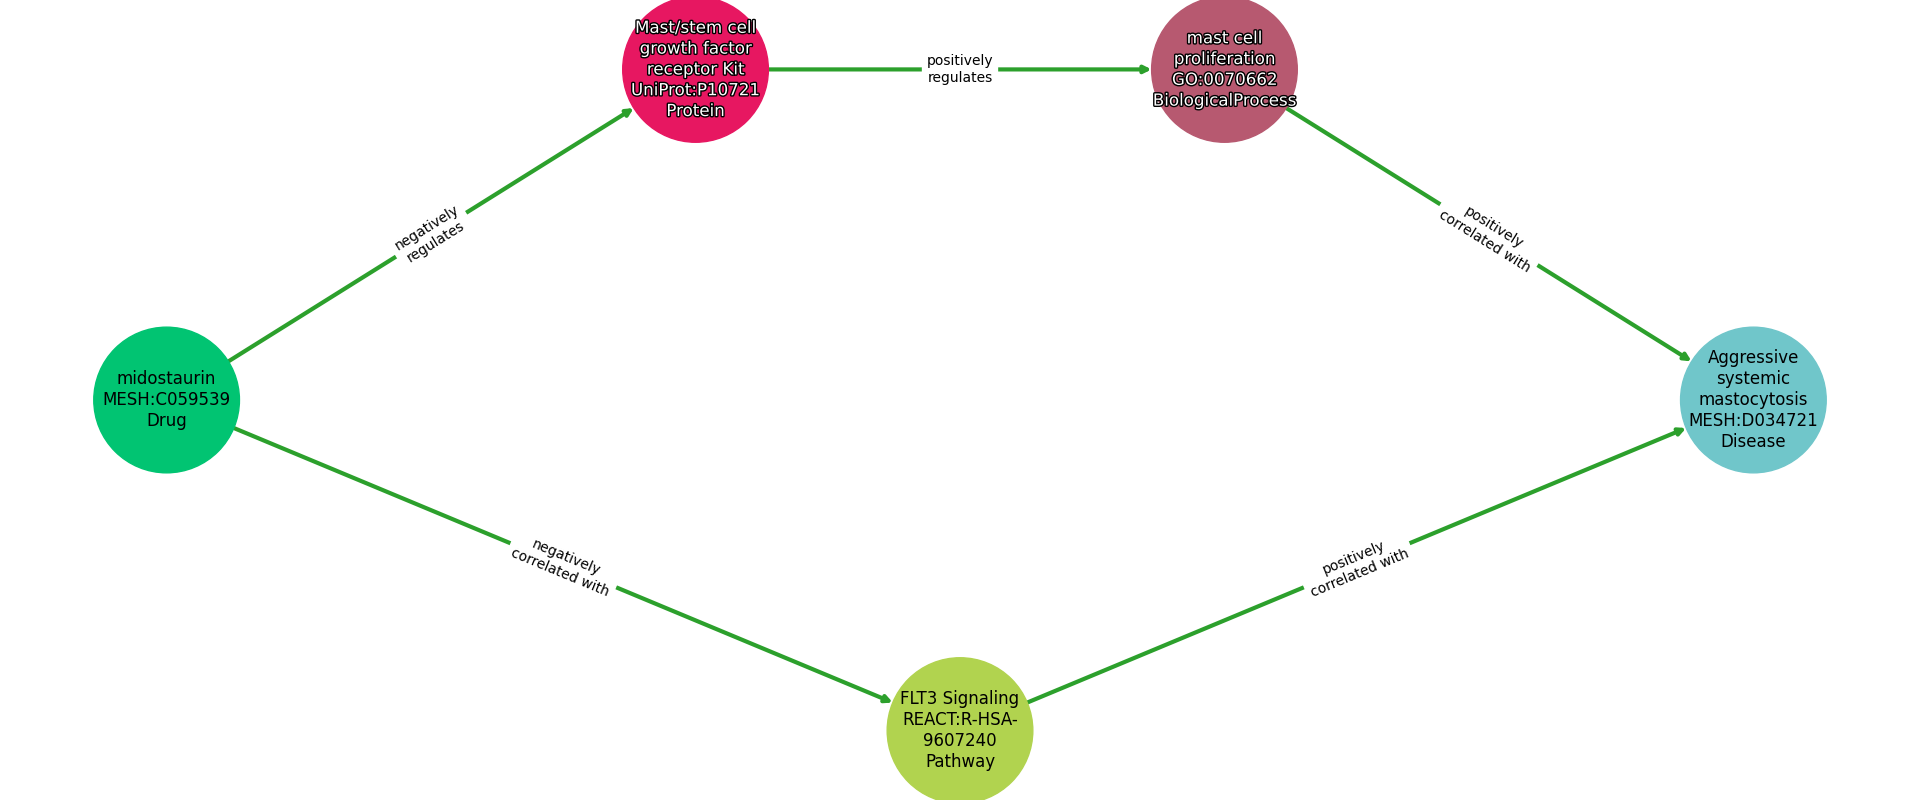 Mast/stem cell
growth factor
receptor Kit
UniProt:P10721
Protein
positively
regulates
mast cell
proliferation
GO:0070662
BiologicalProcess
negatively
regulates
positively
correlated with
midostaurin
MESH:C059539
Drug
Aggressive
systemic
mastocytosis
MESH:D034721
Disease
negatively
correlated with
positively
correlated with
FLT3 Signaling
REACT:R-HSA-
9607240
Pathway